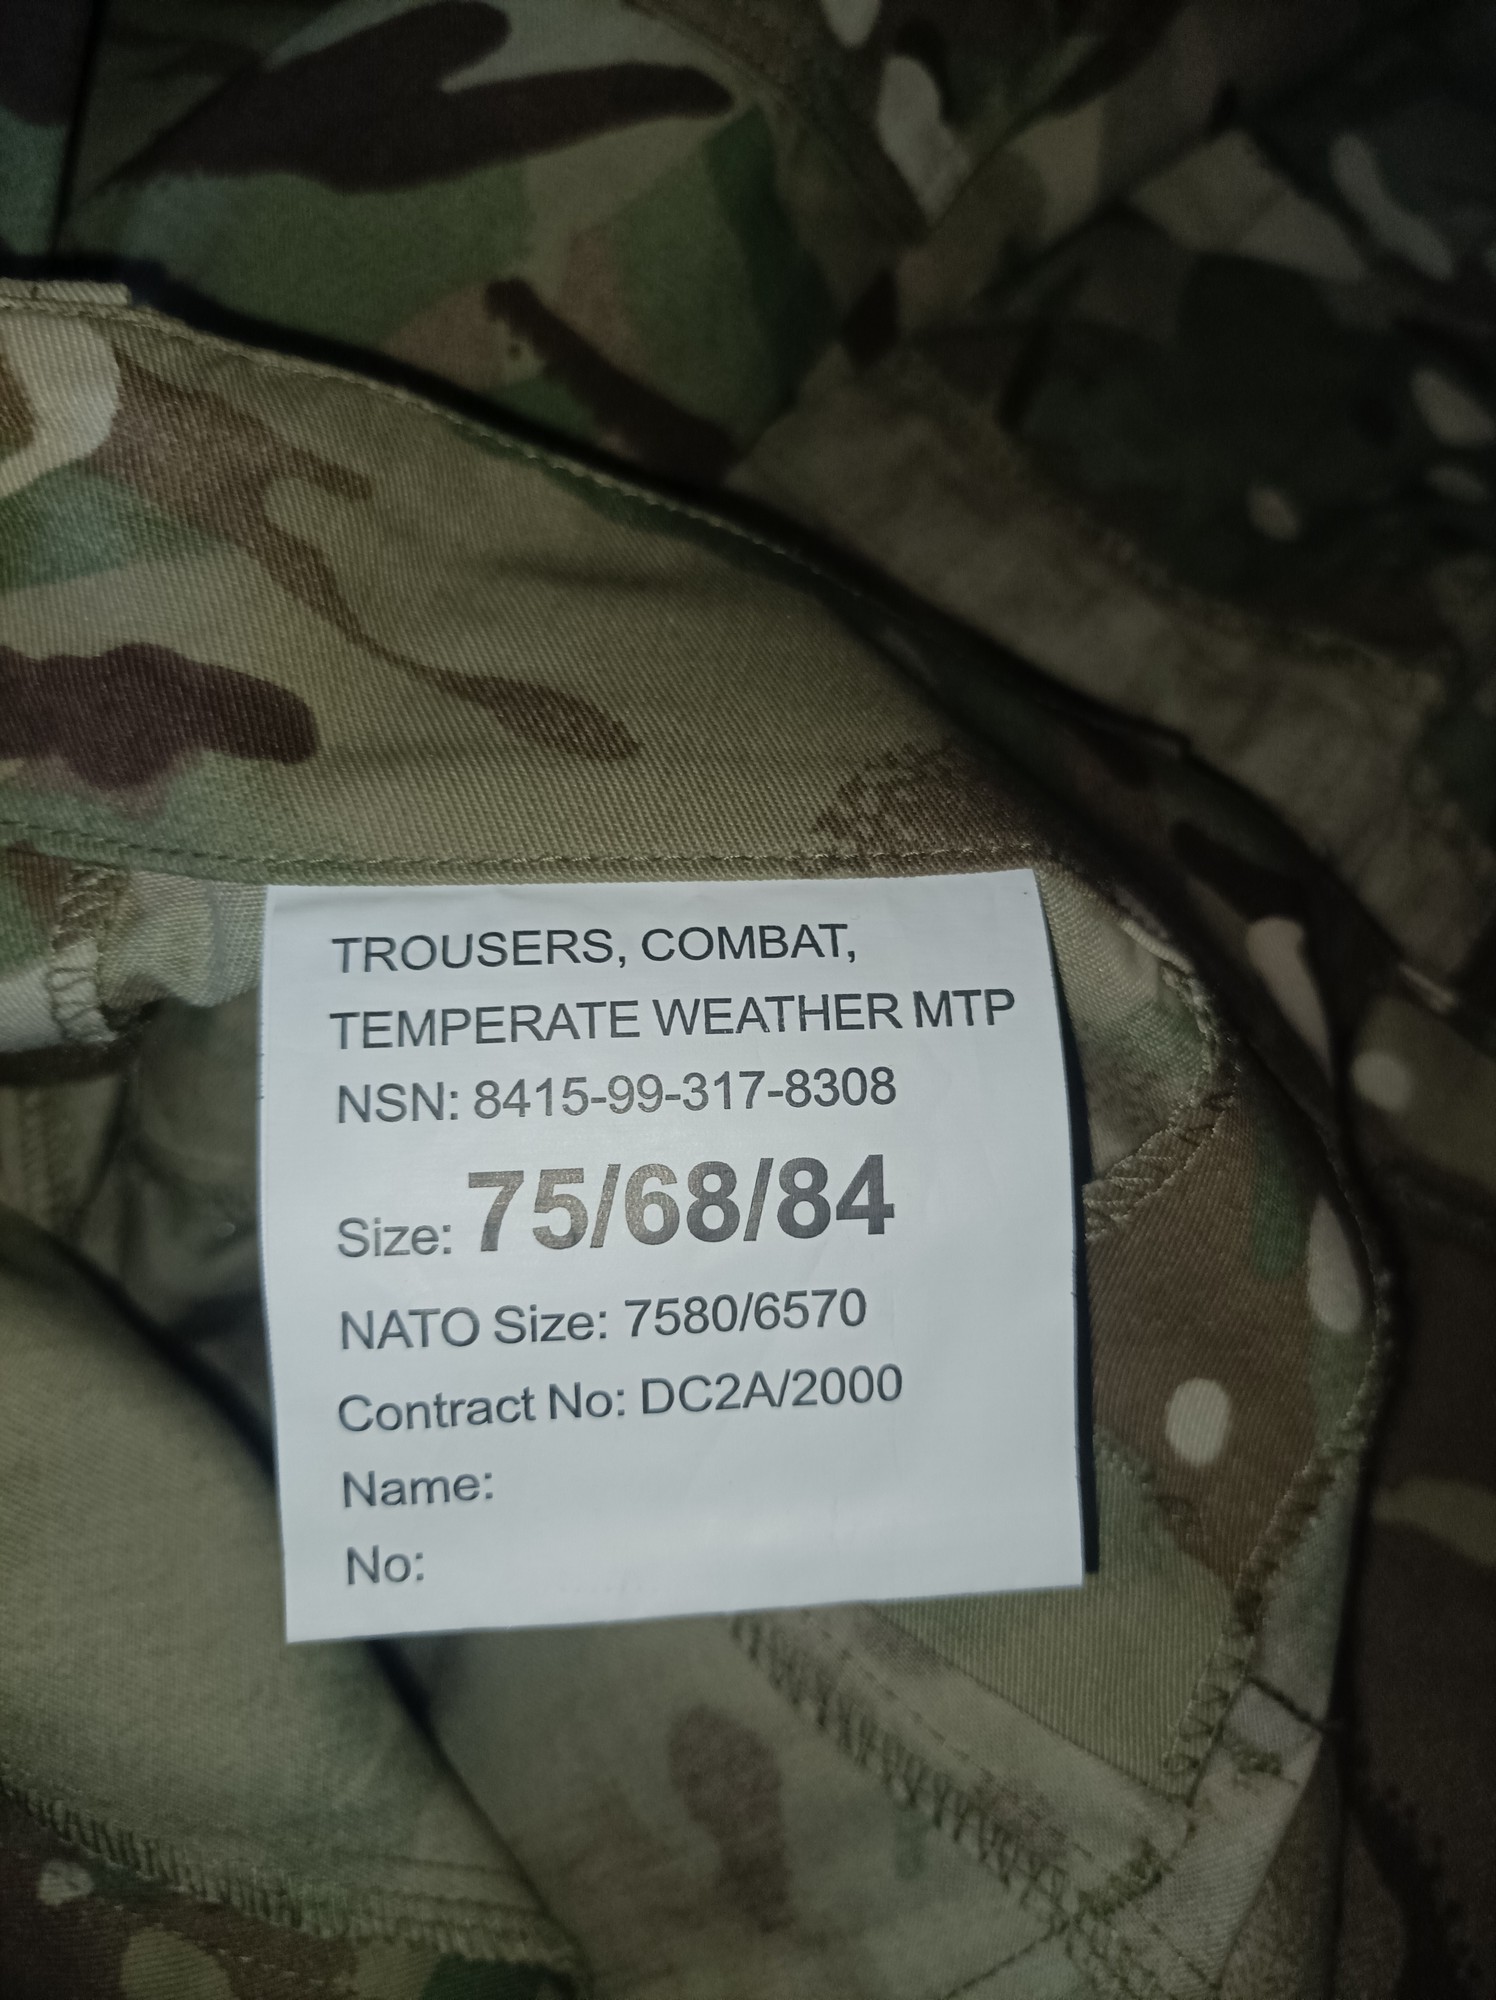 TROUSERS, COMBAT,
TEMPERATE WEATHER MTP
NSN: 8415-99-317-8308
Size: 75/68/84
NATO Size: 7580/6570
Contract No: DC2A/2000
Name:
No: